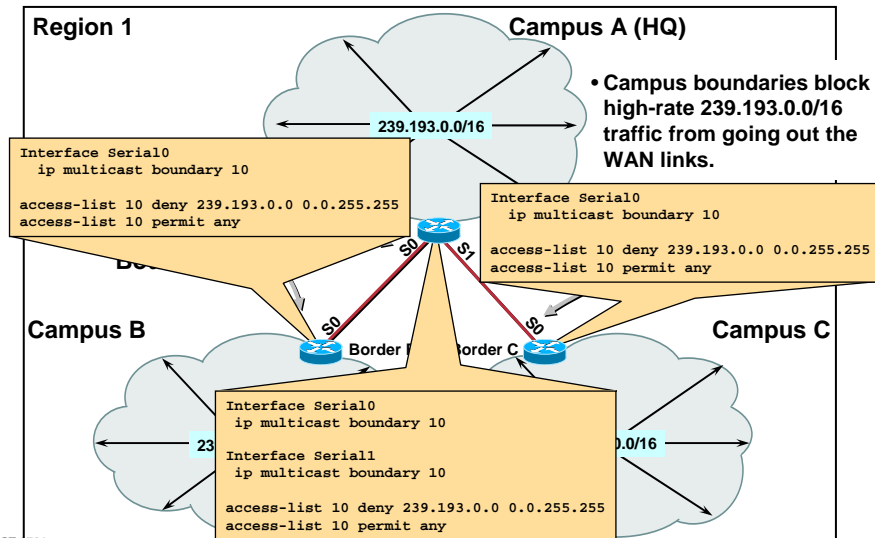 Region 1
Campus A (HQ)
• Campus boundaries block
high-rate 239.193.0.0/16
traffic from going out the
WAN links.
239.193.0.0/16
Interface Serial0
ip multicast boundary 10
access-list 10 deny 239.193.0.0 0.0.255.255
access-list 10 permit any
Interface Serial0
ip multicast boundary 10
access-list 10 deny 239.193.0.0 0.0.255.255
access-list 10 permit any
S0
S1
S0
S0
Campus B
Campus C
Border
Border C
23
0.0/16
Interface Serial0
ip multicast boundary 10
Interface Serial1
ip multicast boundary 10
access-list 10 deny 239.193.0.0 0.0.255.255
access-list 10 permit any